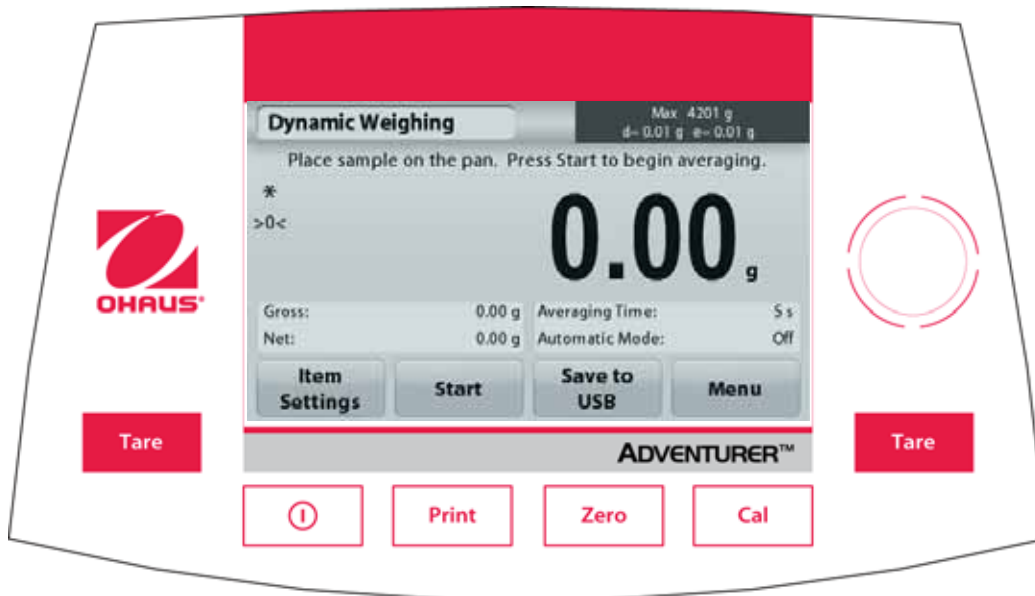 Dynamic Weighing
Max 4201 g
d= 0.01 g e= 0.01 g
Place sample on the pan. Press Start to begin averaging.
*
>0<
0.00 g
OHAUS
Gross: 0.00 g Averaging Time: 5 s
Net: 0.00 g Automatic Mode: Off
Item Settings
Start
Save to USB
Menu
Tare
ADVENTURER™
Tare
Print
Zero
Cal